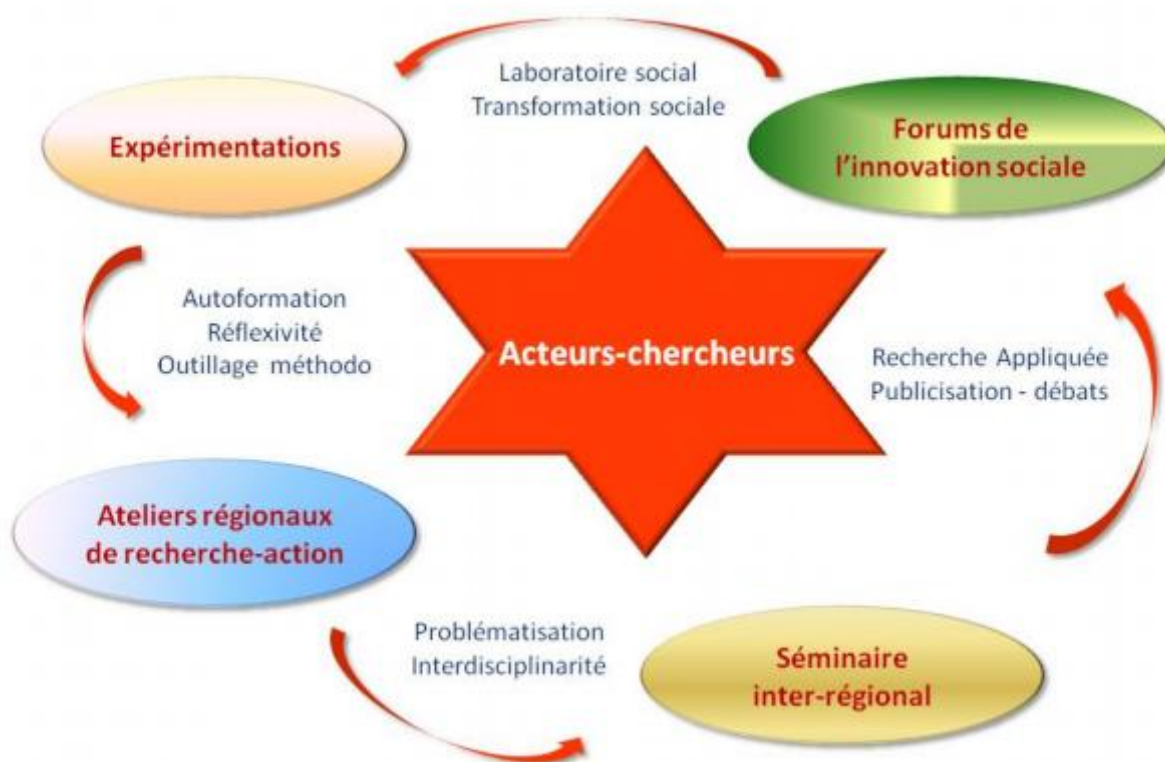 Laboratoire social
Transformation sociale
Expérimentations
Forums de
l'innovation sociale
Autoformation
Réflexivité
Outillage méthodo
Acteurs-chercheurs
Recherche Appliquée
Publicisation - débats
Ateliers régionaux
de recherche-action
Problématisation
Interdisciplinarité
Séminaire
inter-régional